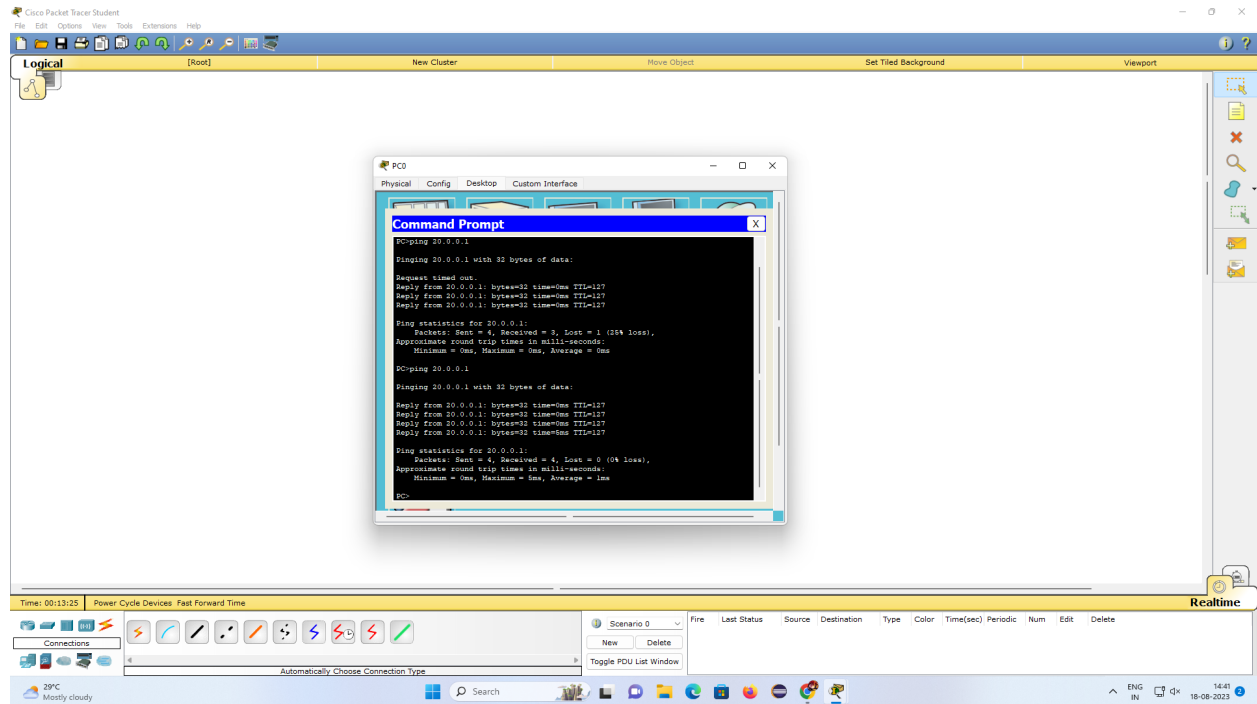 Cisco Packet Tracer Student
File Edit Options View Tools Extensions Help
Logical [Root] New Cluster Move Object Set Tiled Background Viewport
PC0
Physical Config Desktop Custom Interface
Command Prompt X
PC>ping 20.0.0.1
Pinging 20.0.0.1 with 32 bytes of data:
Request timed out.
Reply from 20.0.0.1: bytes=32 time=0ms TTL=127
Reply from 20.0.0.1: bytes=32 time=0ms TTL=127
Reply from 20.0.0.1: bytes=32 time=0ms TTL=127
Ping statistics for 20.0.0.1:
Packets: Sent = 4, Received = 3, Lost = 1 (25% loss),
Approximate round trip times in milli-seconds:
Minimum = 0ms, Maximum = 0ms, Average = 0ms
PC>ping 20.0.0.1
Pinging 20.0.0.1 with 32 bytes of data:
Reply from 20.0.0.1: bytes=32 time=0ms TTL=127
Reply from 20.0.0.1: bytes=32 time=0ms TTL=127
Reply from 20.0.0.1: bytes=32 time=0ms TTL=127
Reply from 20.0.0.1: bytes=32 time=5ms TTL=127
Ping statistics for 20.0.0.1:
Packets: Sent = 4, Received = 4, Lost = 0 (0% loss),
Approximate round trip times in milli-seconds:
Minimum = 0ms, Maximum = 5ms, Average = 1ms
PC>
Time: 00:13:25 Power Cycle Devices Fast Forward Time Realtime
Connections
Automatically Choose Connection Type
Scenario 0
New Delete
Toggle PDU List Window
Fire Last Status Source Destination Type Color Time(sec) Periodic Num Edit Delete
29°C
Mostly cloudy
Search
ENG
IN
14:41
18-08-2023
2